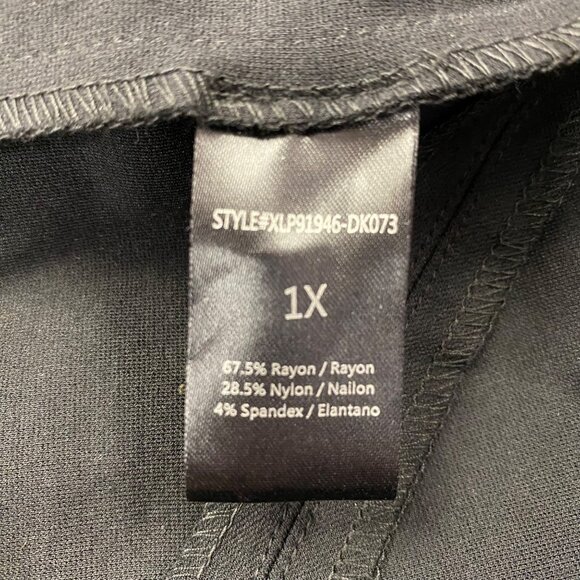 STYLE#XLP91946-DK073
1X
67.5% Rayon / Rayon
28.5% Nylon / Nailon
4% Spandex / Elantano